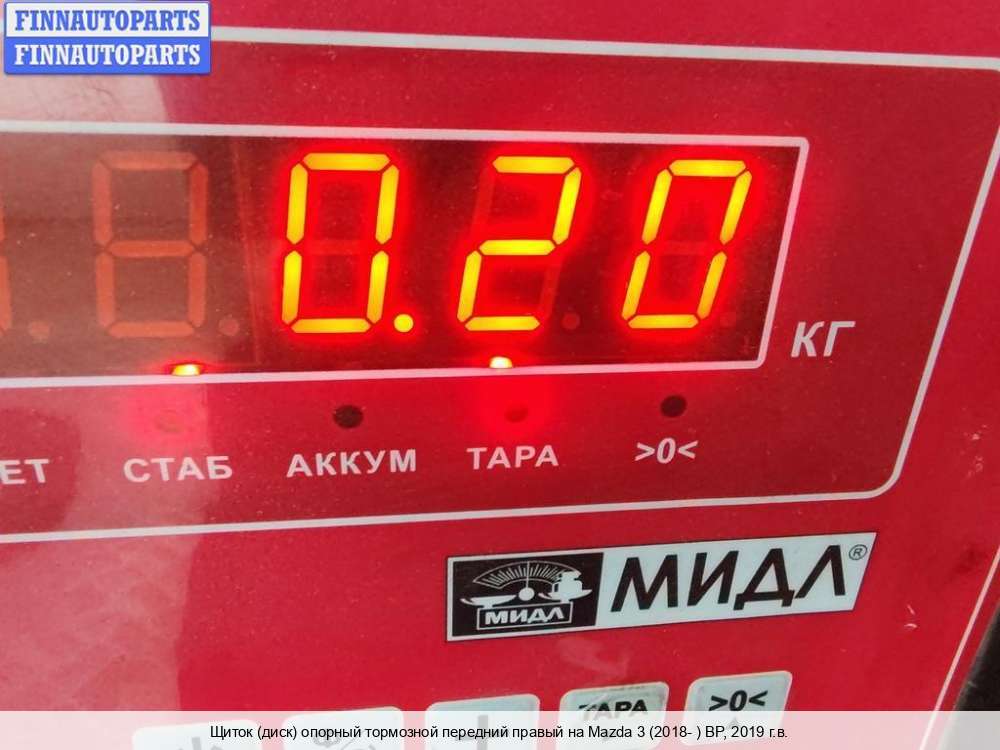 FINNAUTOPARTS
FINNAUTOPARTS
0.20
КГ
ЕТ СТАБ АККУМ ТАРА >0<
МИДЛ МИДЛ®
ТАРА >0<
Щиток (диск) опорный тормозной передний правый на Mazda 3 (2018- ) BP, 2019 г.в.